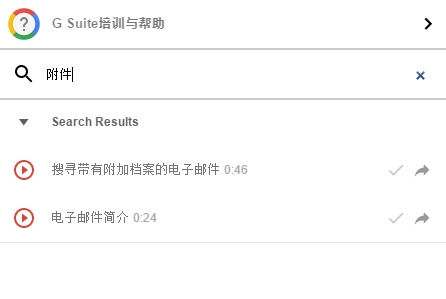 G Suite培训与帮助
附件
Search Results
搜寻带有附加档案的电子邮件 0:46
电子邮件简介 0:24